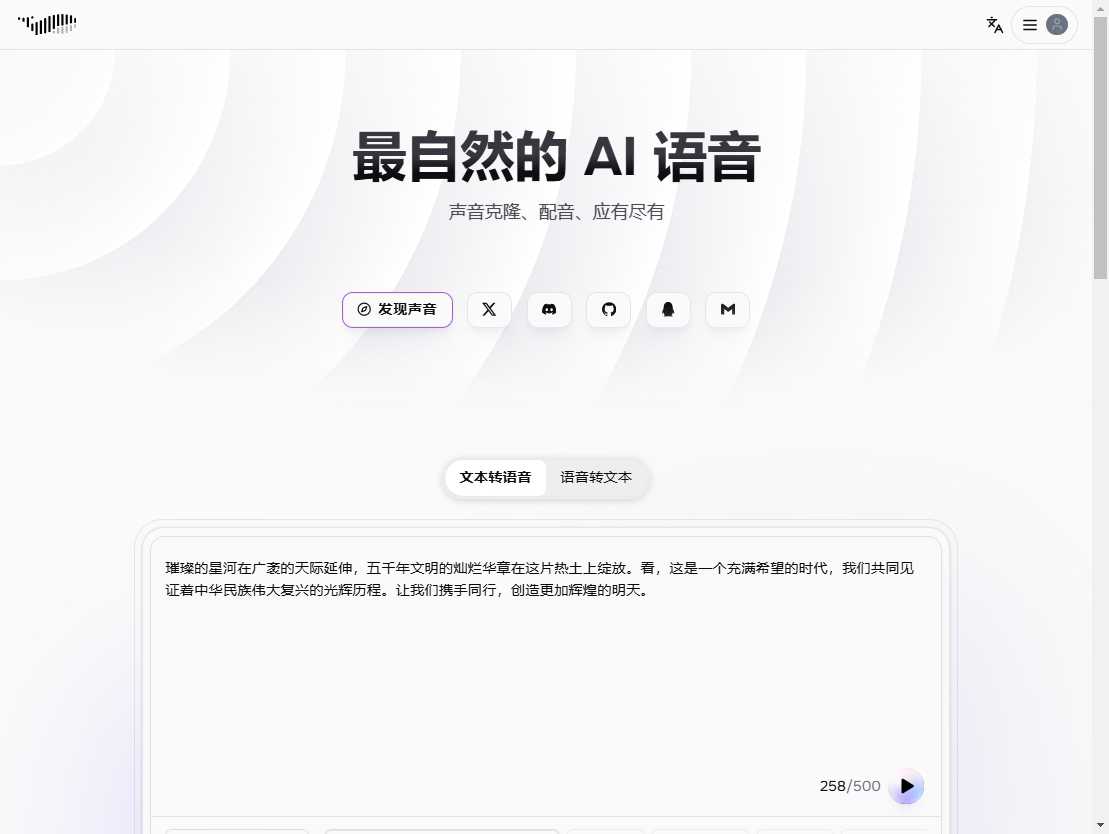 最自然的 AI 语音
声音克隆、配音、应有尽有
发现声音
文本转语音
语音转文本
璀璨的星河在广袤的天际延伸，五千年文明的灿烂华章在这片热土上绽放。看，这是一个充满希望的时代，我们共同见
证着中华民族伟大复兴的光辉历程。让我们携手同行，创造更加辉煌的明天。
258/500